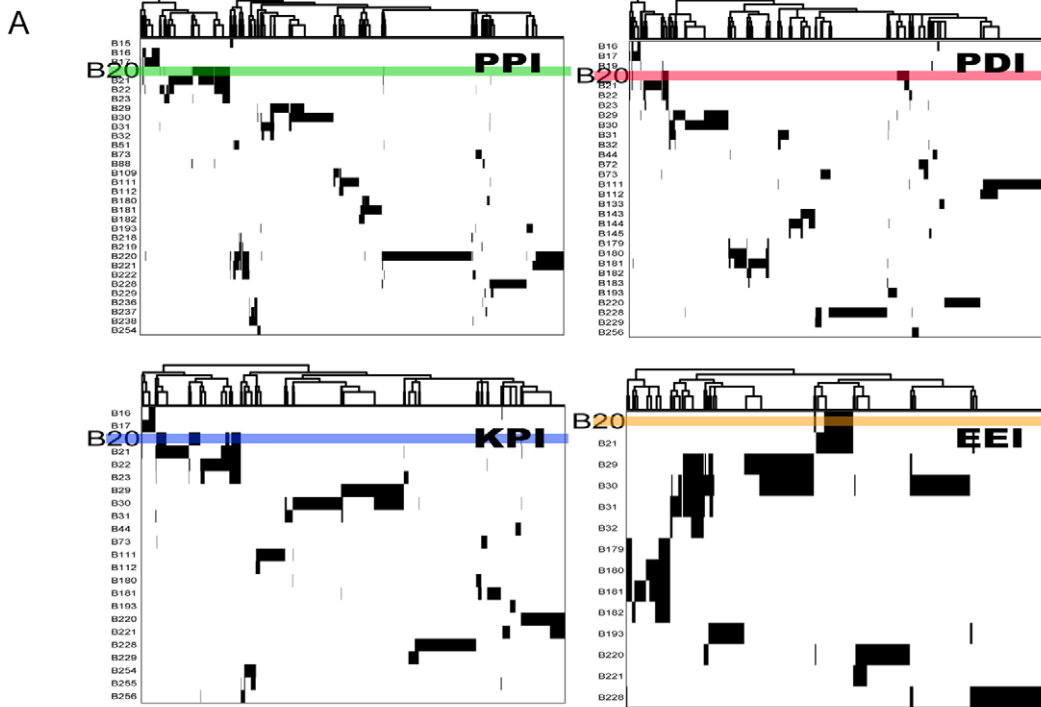 A
B15
B16
B17
B20 PPI
B21
B22
B23
B29
B30
B31
B32
B51
B73
B88
B109
B111
B112
B180
B181
B182
B193
B218
B219
B220
B221
B222
B228
B229
B236
B237
B238
B254
B16
B17
B19 PDI
B20
B21
B22
B23
B29
B30
B31
B32
B44
B72
B73
B111
B112
B133
B143
B144
B145
B179
B180
B181
B182
B183
B193
B220
B228
B229
B256
B16
B17
B20 KPI
B21
B22
B23
B29
B30
B31
B44
B73
B111
B112
B180
B181
B193
B220
B221
B228
B229
B254
B255
B256
B20
B21 EEI
B29
B30
B31
B32
B179
B180
B181
B182
B193
B220
B221
B228